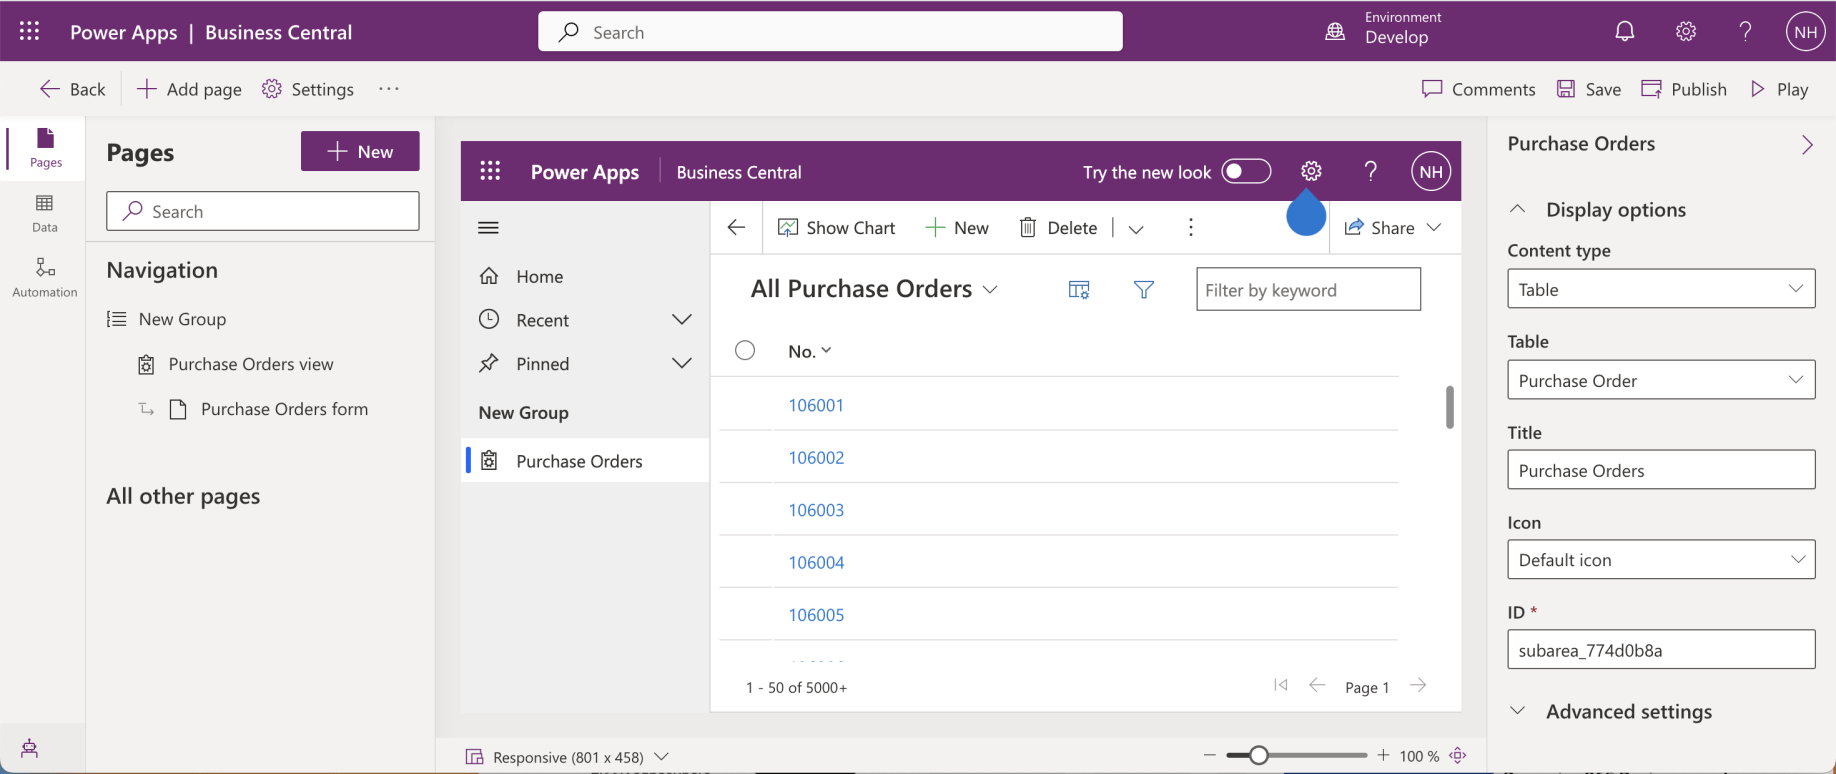 Power Apps | Business Central
Search
Environment
Develop
?
NH
Back
Add page
Settings
...
Comments
Save
Publish
Play
Pages
Data
Automation
Pages
New
Search
Navigation
New Group
Purchase Orders view
Purchase Orders form
All other pages
Power Apps
Business Central
Try the new look
?
NH
Home
Recent
Pinned
New Group
Purchase Orders
Show Chart
New
Delete
Share
All Purchase Orders
Filter by keyword
No.
106001
106002
106003
106004
106005
1 - 50 of 5000+
Page 1
Responsive (801 x 458)
100 %
Purchase Orders
Display options
Content type
Table
Table
Purchase Order
Title
Purchase Orders
Icon
Default icon
ID *
subarea_774d0b8a
Advanced settings